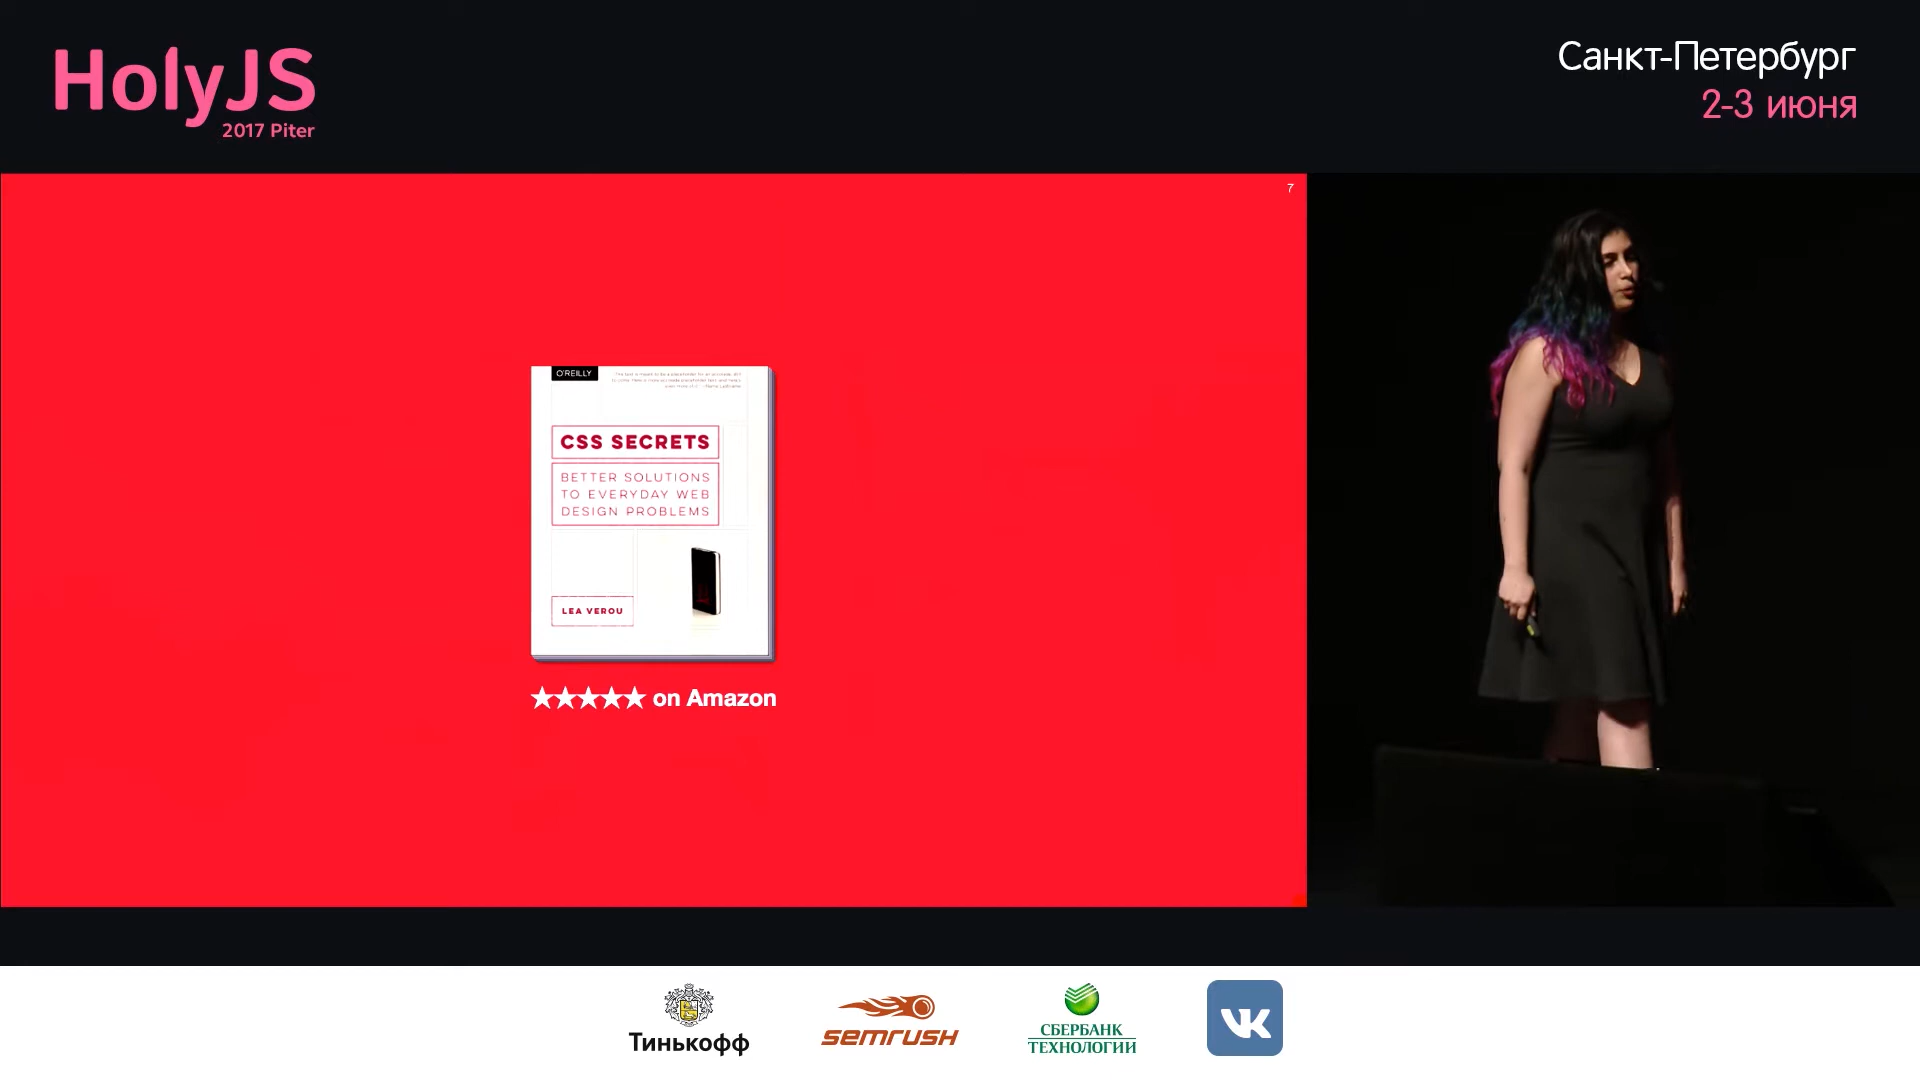 HolyJS
2017 Piter
Санкт-Петербург
2-3 июня
7
O'REILLY
CSS SECRETS
BETTER SOLUTIONS
TO EVERYDAY WEB
DESIGN PROBLEMS
LEA VEROU
★★★★★ on Amazon
Тинькофф
semrush
СБЕРБАНК
ТЕХНОЛОГИИ
VK